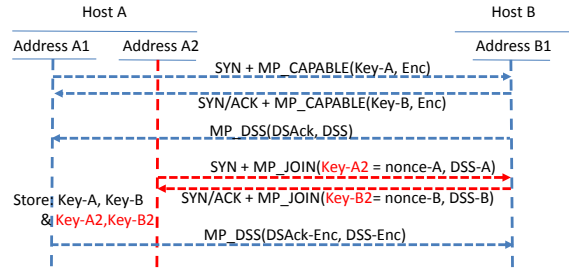 Host A
Host B
Address A1
Address A2
Address B1
SYN + MP_CAPABLE(Key-A, Enc)
SYN/ACK + MP_CAPABLE(Key-B, Enc)
MP_DSS(DSAck, DSS)
SYN + MP_JOIN(Key-A2 = nonce-A, DSS-A)
SYN/ACK + MP_JOIN(Key-B2= nonce-B, DSS-B)
Store: Key-A, Key-B
& Key-A2,Key-B2
MP_DSS(DSAck-Enc, DSS-Enc)